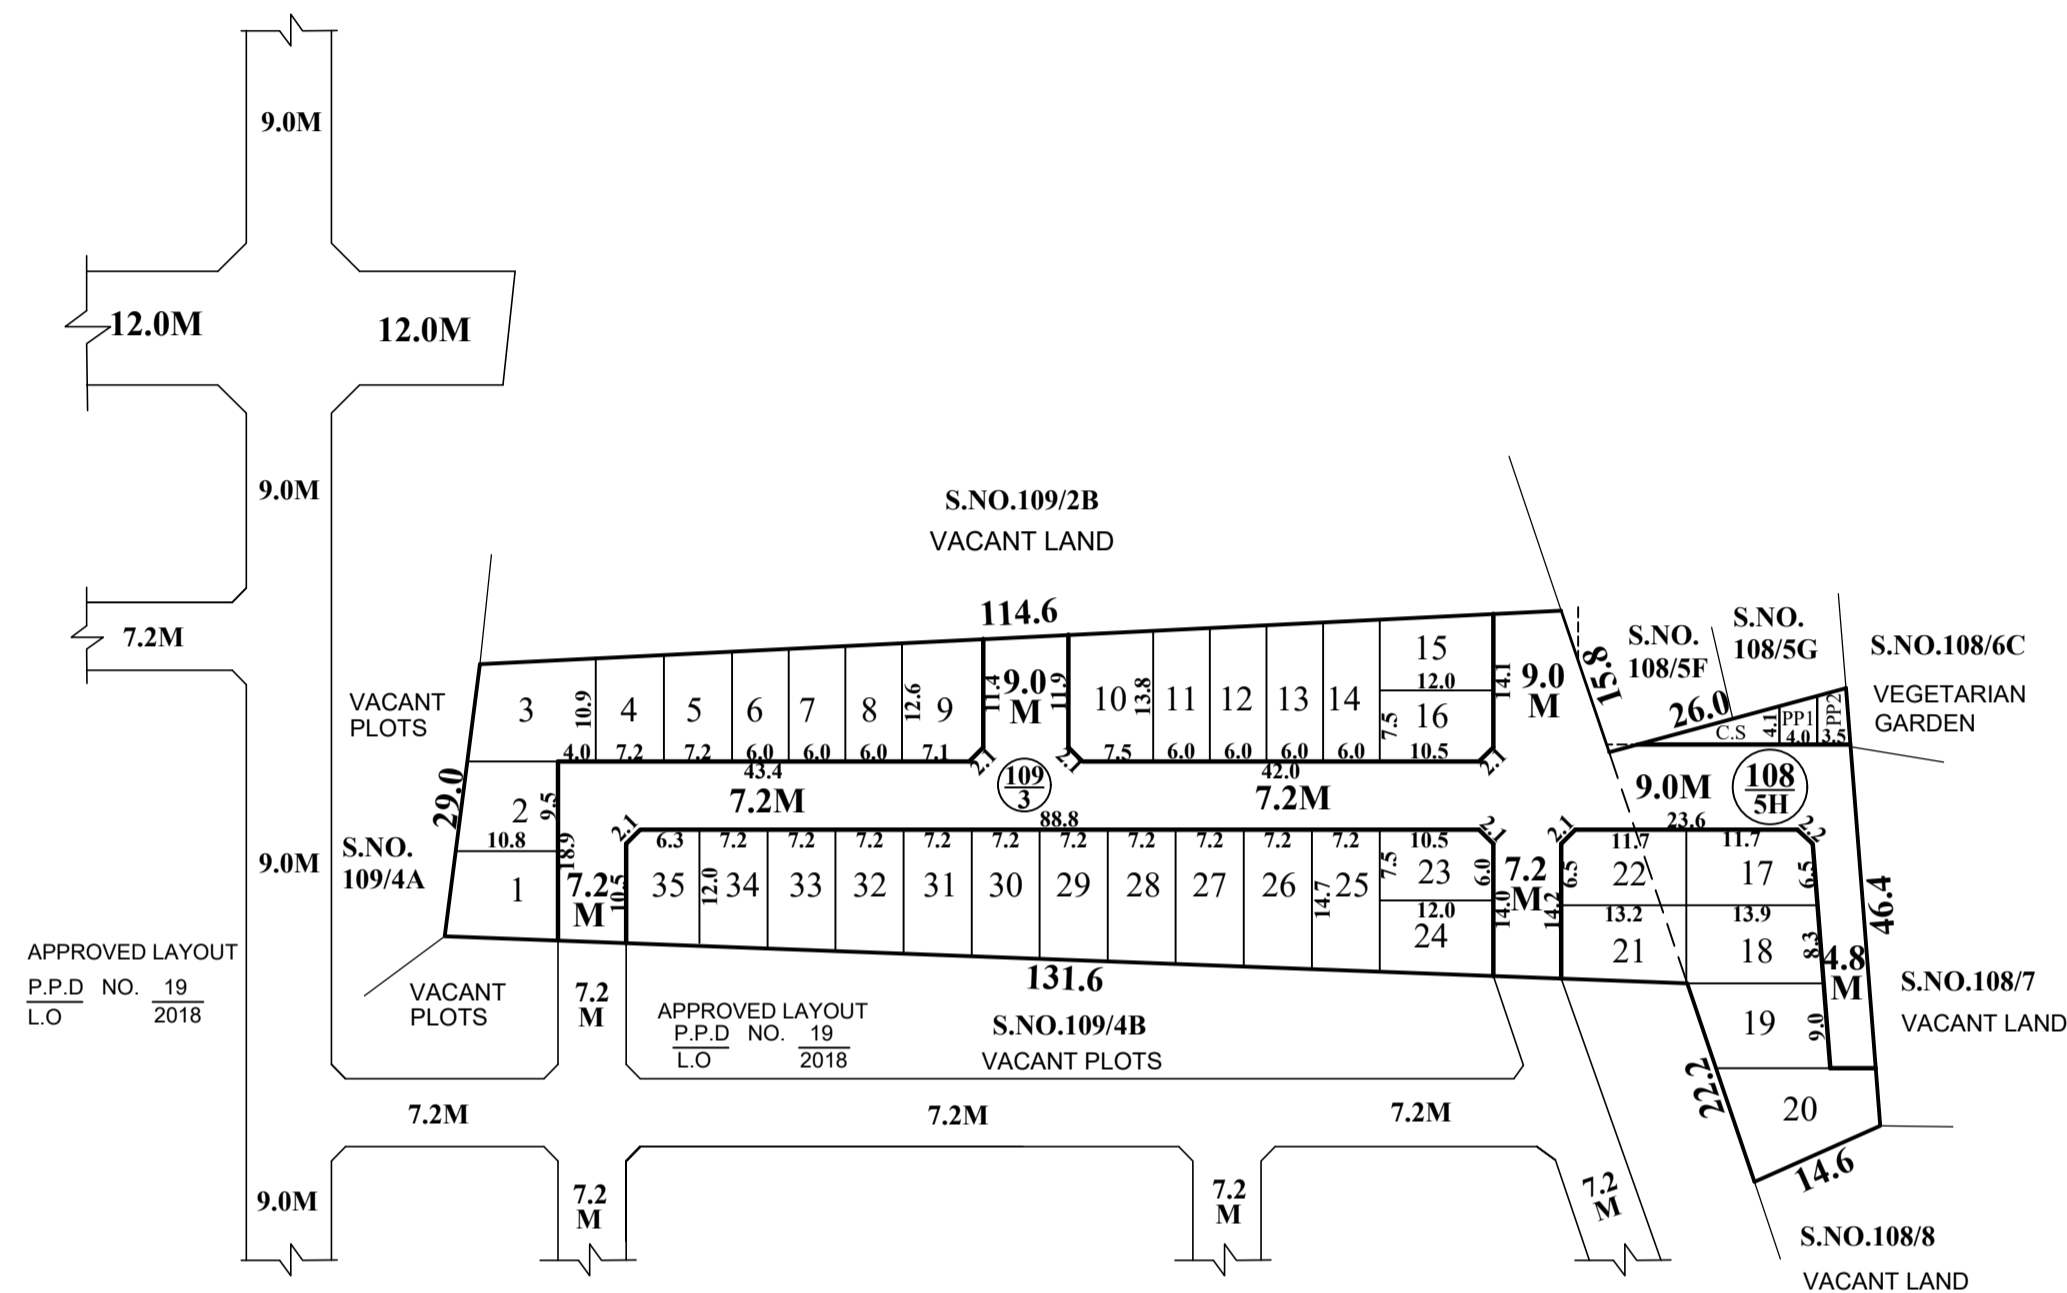 9.0M
12.0M
12.0M
9.0M
S.NO.109/2B
VACANT LAND
7.2M
114.6
S.NO.
108/5F
S.NO.
108/5G
S.NO.108/6C
VEGETARIAN
GARDEN
VACANT
PLOTS
3
10.9
4
5
6
7
8
12.6
9
11.4
9.0
M
11.9
10
13.8
11
12
13
14
15
12.0
16
7.5
14.1
9.0
M
15.8
26.0
C.S
4.1
PP1
4.0
PP2
3.5
4.0
7.2
7.2
6.0
6.0
6.0
7.1
2.1
2.1
7.5
6.0
6.0
6.0
6.0
10.5
2.1
43.4
42.0
29.0
2
9.5
10.8
7.2M
109
3
7.2M
9.0M
108
5H
88.8
23.6
S.NO.
109/4A
9.0M
1
18.9
7.2
M
10.5
2.1
6.3
7.2
7.2
7.2
7.2
7.2
7.2
7.2
7.2
7.2
7.2
10.5
2.1
35
12.0
34
33
32
31
30
29
28
27
26
14.7
25
7.5
23
6.0
12.0
24
14.0
7.2
M
14.2
2.1
11.7
11.7
2.2
6.5
22
17
6.5
13.2
13.9
21
18
8.3
4.8
M
46.4
19
9.0
20
22.2
14.6
131.6
APPROVED LAYOUT
P.P.D NO. 19
L.O 2018
VACANT
PLOTS
7.2
M
APPROVED LAYOUT
P.P.D NO. 19
L.O 2018
S.NO.109/4B
VACANT PLOTS
S.NO.108/7
VACANT LAND
7.2M
7.2M
7.2M
9.0M
7.2
M
7.2
M
7.2
M
S.NO.108/8
VACANT LAND